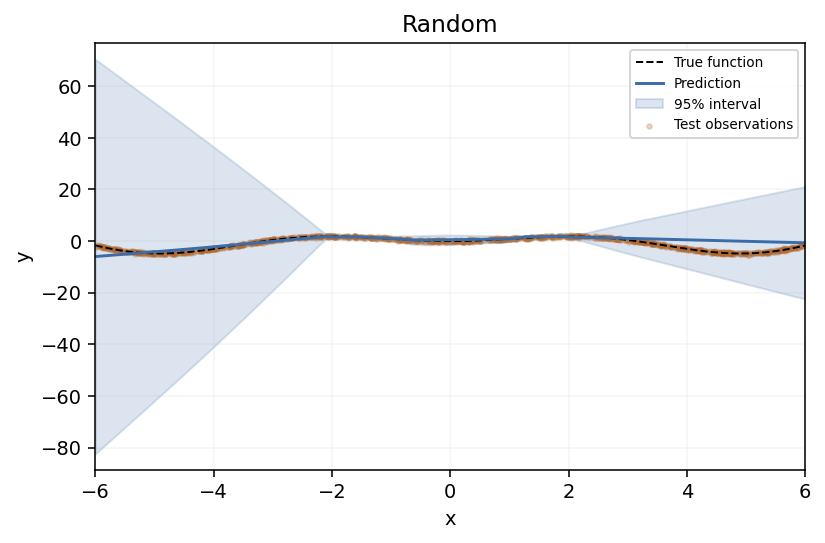 Random
60
40
20
0
−20
−40
−60
−80
y
−6
−4
−2
0
2
4
6
x
True function
Prediction
95% interval
Test observations